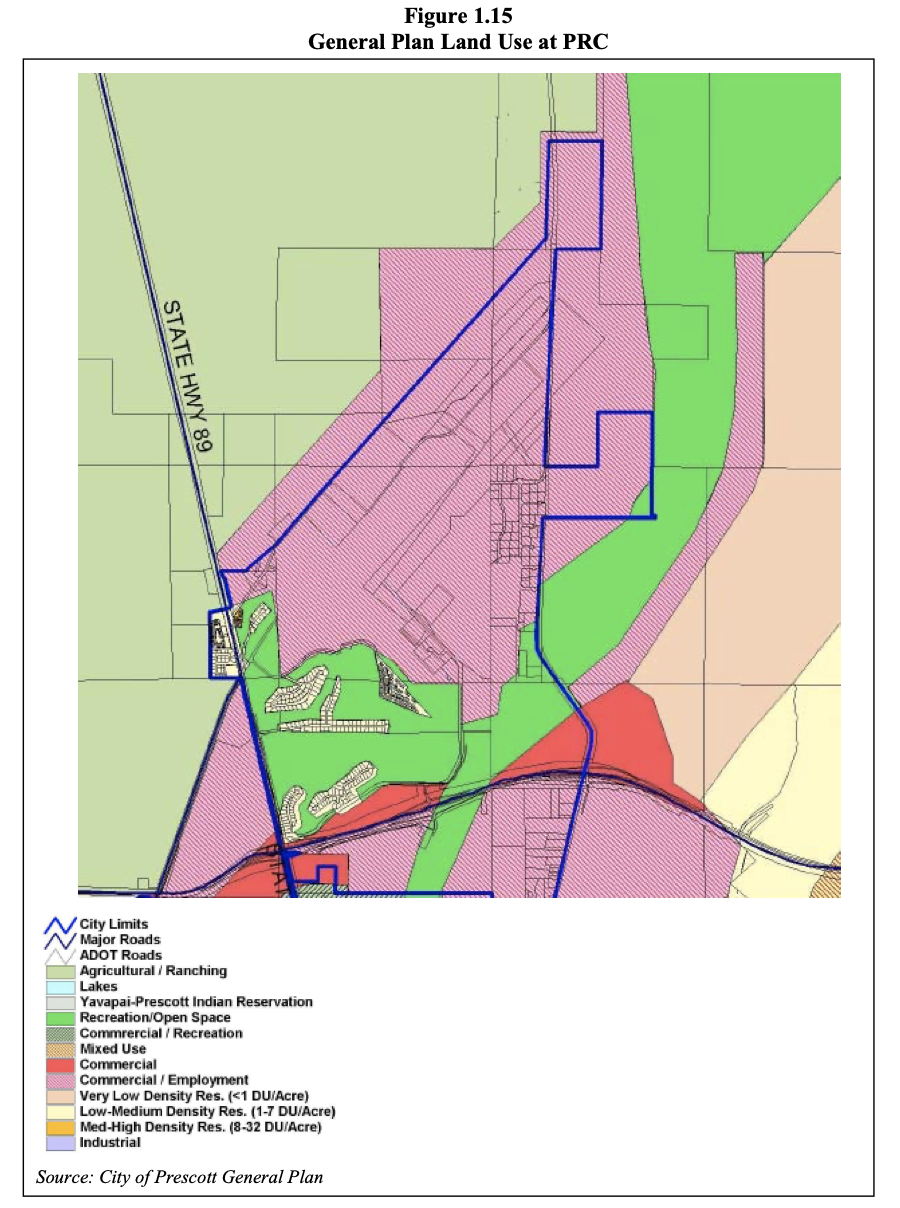 Figure 1.15
General Plan Land Use at PRC
STATE HWY 89
City Limits
Major Roads
ADOT Roads
Agricultural / Ranching
Lakes
Yavapai-Prescott Indian Reservation
Recreation/Open Space
Commrercial / Recreation
Mixed Use
Commercial
Commercial / Employment
Very Low Density Res. (<1 DU/Acre)
Low-Medium Density Res. (1-7 DU/Acre)
Med-High Density Res. (8-32 DU/Acre)
Industrial
Source: City of Prescott General Plan